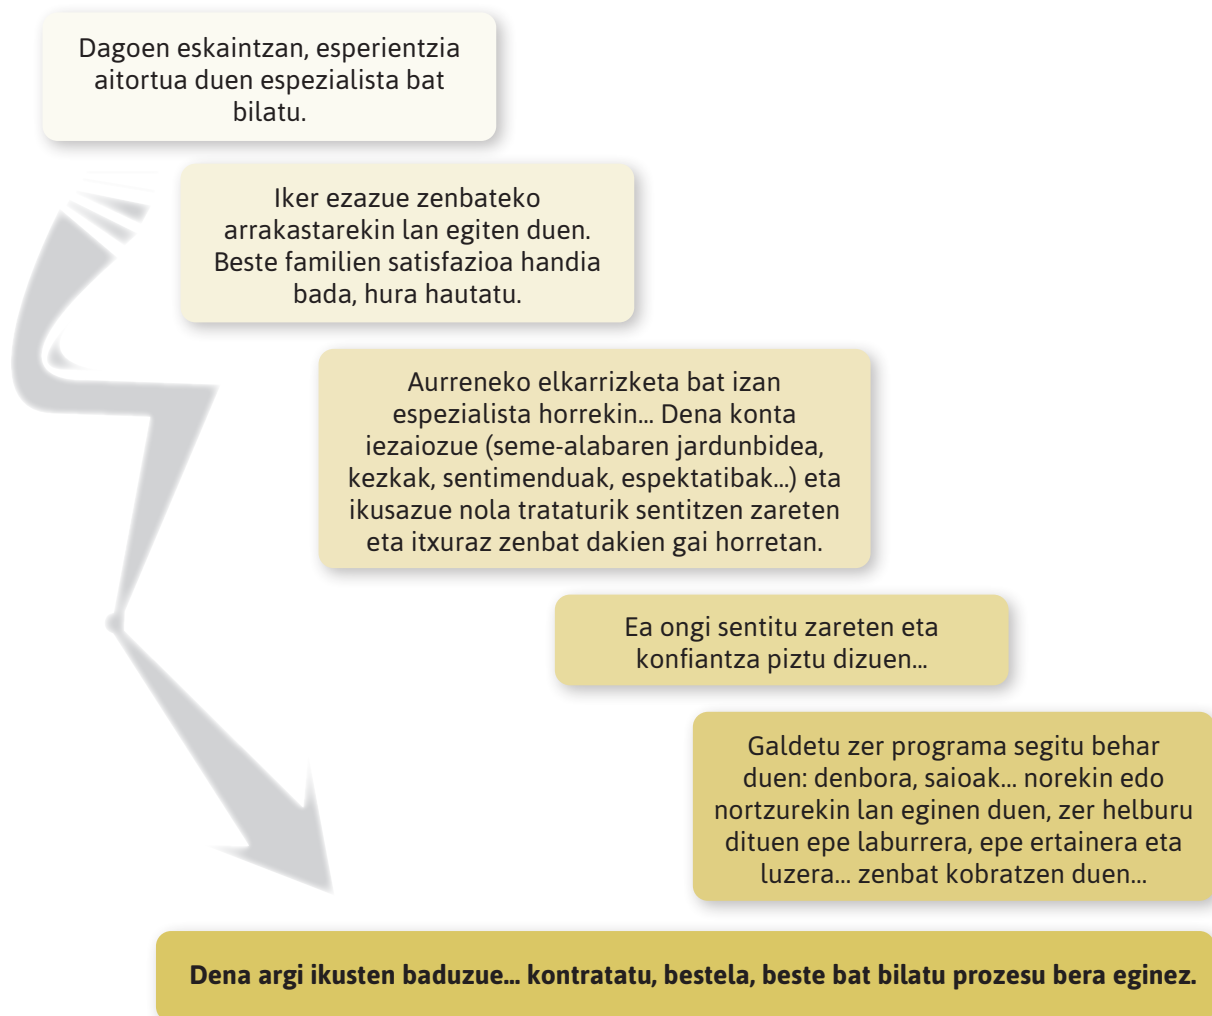 Dagoen eskaintzan, esperientzia
aitortua duen espezialista bat
bilatu.
Iker ezazue zenbateko
arrakastarekin lan egiten duen.
Beste familien satisfazioa handia
bada, hura hautatu.
Aurreneko elkarrizketa bat izan
espezialista horrekin... Dena konta
iezaiozue (seme-alabaren jardunbidea,
kezkak, sentimenduak, espektatibak...) eta
ikusazue nola trataturik sentitzen zareten
eta itxuraz zenbat dakien gai horretan.
Ea ongi sentitu zareten eta
konfiantza piztu dizuen...
Galdetu zer programa segitu behar
duen: denbora, saioak... norekin edo
nortzurekin lan eginen duen, zer helburu
dituen epe laburrera, epe ertainera eta
luzera... zenbat kobratzen duen...
Dena argi ikusten baduzue... kontratatu, bestela, beste bat bilatu prozesu bera eginez.